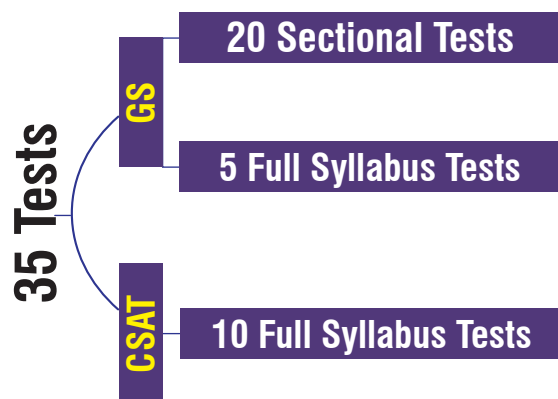 35 Tests
GS
20 Sectional Tests
5 Full Syllabus Tests
CSAT
10 Full Syllabus Tests